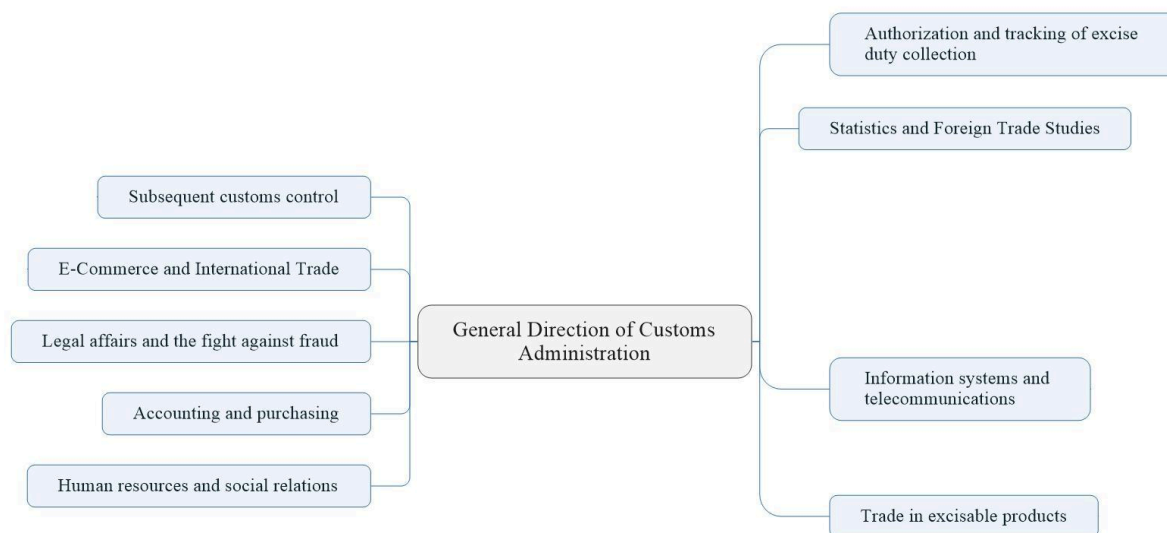 Authorization and tracking of excise
duty collection
Statistics and Foreign Trade Studies
Subsequent customs control
E-Commerce and International Trade
Legal affairs and the fight against fraud
Accounting and purchasing
Human resources and social relations
General Direction of Customs
Administration
Information systems and
telecommunications
Trade in excisable products